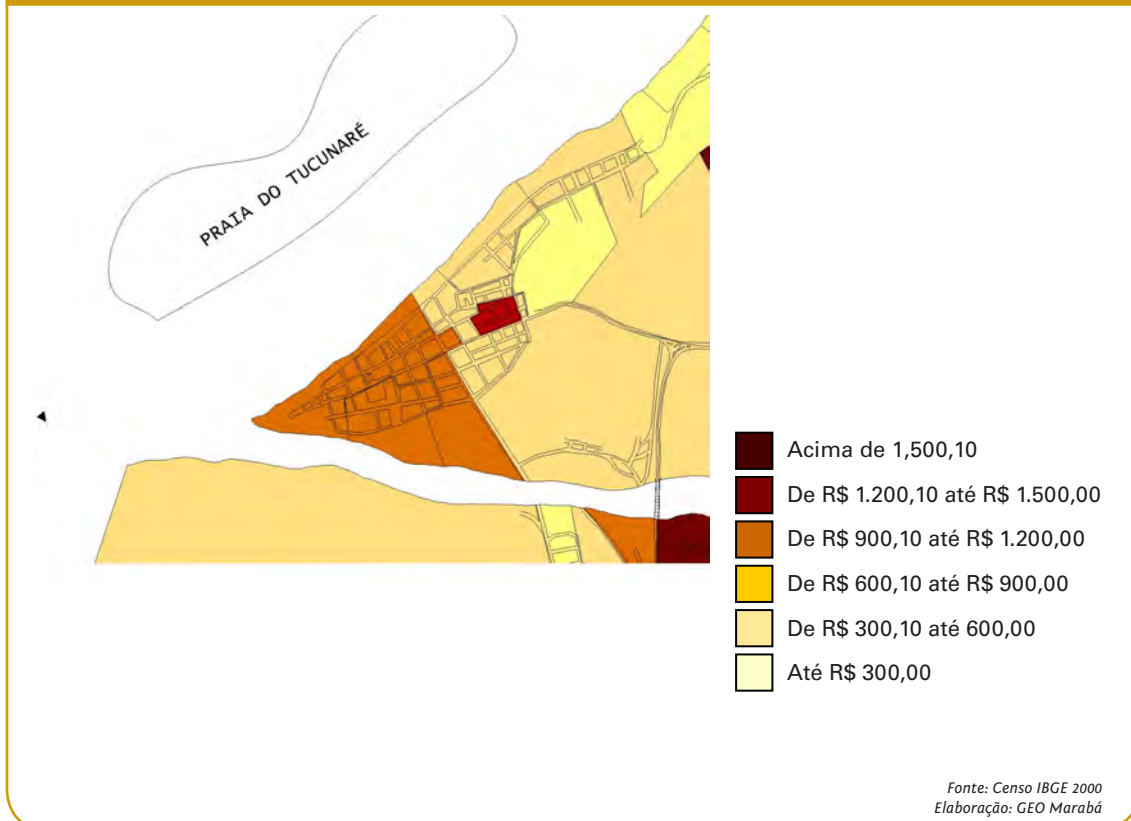 PRAIA DO TUCUNARÉ
Acima de 1,500,10
De R$ 1.200,10 até R$ 1.500,00
De R$ 900,10 até R$ 1.200,00
De R$ 600,10 até R$ 900,00
De R$ 300,10 até 600,00
Até R$ 300,00
Fonte: Censo IBGE 2000
Elaboração: GEO Marabá